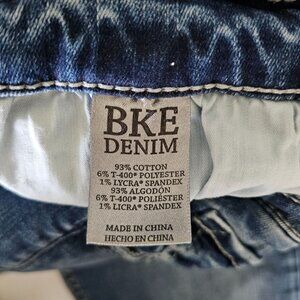 BKE
DENIM
93% COTTON
6% T-400® POLYESTER
1% LYCRA® SPANDEX
93% ALGODÓN
6% T-400® POLIÉSTER
1% LICRA® SPANDEX
MADE IN CHINA
HECHO EN CHINA